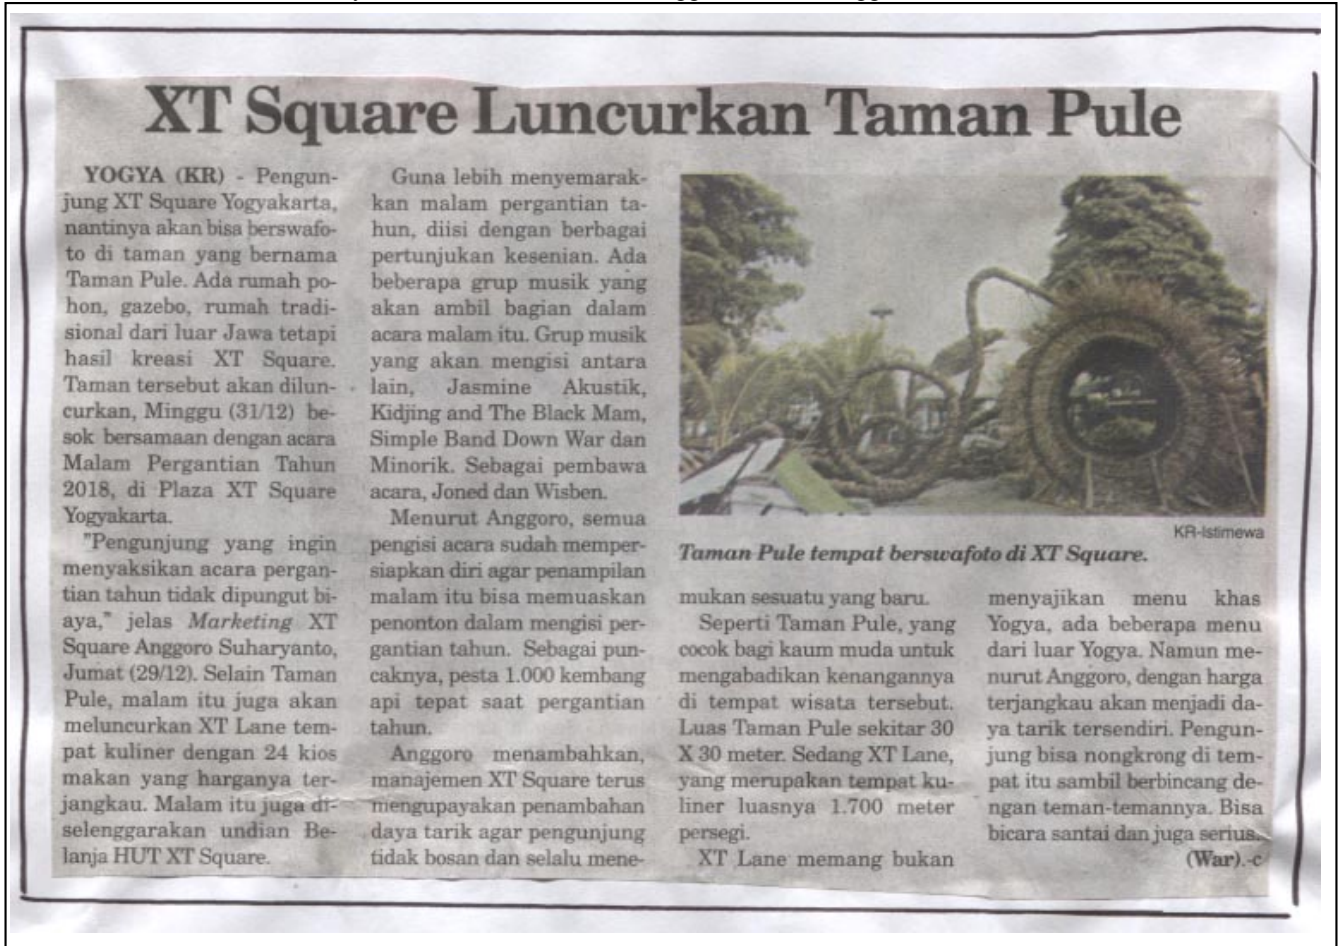 XT Square Luncurkan Taman Pule
YOGYA (KR) - Pengun-
jung XT Square Yogyakarta,
nantinya akan bisa berswafo-
to di taman yang bernama
Taman Pule. Ada rumah po-
hon, gazebo, rumah tradi-
sional dari luar Jawa tetapi
hasil kreasi XT Square.
Taman tersebut akan dilun-
curkan, Minggu (31/12) be-
sok bersamaan dengan acara
Malam Pergantian Tahun
2018, di Plaza XT Square
Yogyakarta.
"Pengunjung yang ingin
menyaksikan acara pergan-
tian tahun tidak dipungut bi-
aya," jelas Marketing XT
Square Anggoro Suharyanto,
Jumat (29/12). Selain Taman
Pule, malam itu juga akan
meluncurkan XT Lane tem-
pat kuliner dengan 24 kios
makan yang harganya ter-
jangkau. Malam itu juga di-
selenggarakan undian Be-
lanja HUT XT Square.
Guna lebih menyemarak-
kan malam pergantian ta-
hun, diisi dengan berbagai
pertunjukan kesenian. Ada
beberapa grup musik yang
akan ambil bagian dalam
acara malam itu. Grup musik
yang akan mengisi antara
lain, Jasmine Akustik,
Kidjing and The Black Mam,
Simple Band Down War dan
Minorik. Sebagai pembawa
acara, Joned dan Wisben.
Menurut Anggoro, semua
pengisi acara sudah memper-
siapkan diri agar penampilan
malam itu bisa memuaskan
penonton dalam mengisi per-
gantian tahun. Sebagai pun-
caknya, pesta 1.000 kembang
api tepat saat pergantian
tahun.
Anggoro menambahkan,
manajemen XT Square terus
mengupayakan penambahan
daya tarik agar pengunjung
tidak bosan dan selalu mene-
KR-Istimewa
Taman Pule tempat berswafoto di XT Square.
mukan sesuatu yang baru.
Seperti Taman Pule, yang
cocok bagi kaum muda untuk
mengabadikan kenangannya
di tempat wisata tersebut.
Luas Taman Pule sekitar 30
X 30 meter. Sedang XT Lane,
yang merupakan tempat ku-
liner luasnya 1.700 meter
persegi.
XT Lane memang bukan
menyajikan menu khas
Yogya, ada beberapa menu
dari luar Yogya. Namun me-
nurut Anggoro, dengan harga
terjangkau akan menjadi da-
ya tarik tersendiri. Pengun-
jung bisa nongkrong di tem-
pat itu sambil berbincang de-
ngan teman-temannya. Bisa
bicara santai dan juga serius.
(War).-c